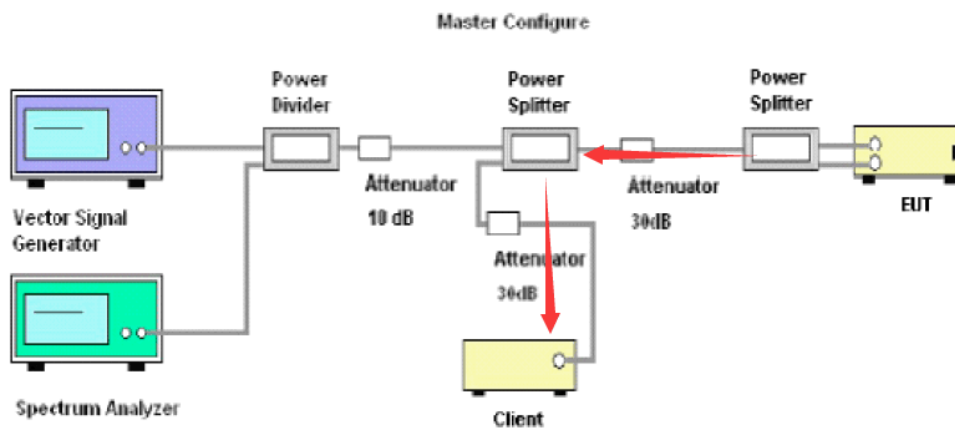 Master Configure
Power
Divider
Power
Splitter
Power
Splitter
Attenuator
10 dB
Attenuator
30dB
EUT
Vector Signal
Generator
Attenuator
30dB
Spectrum Analyzer
Client